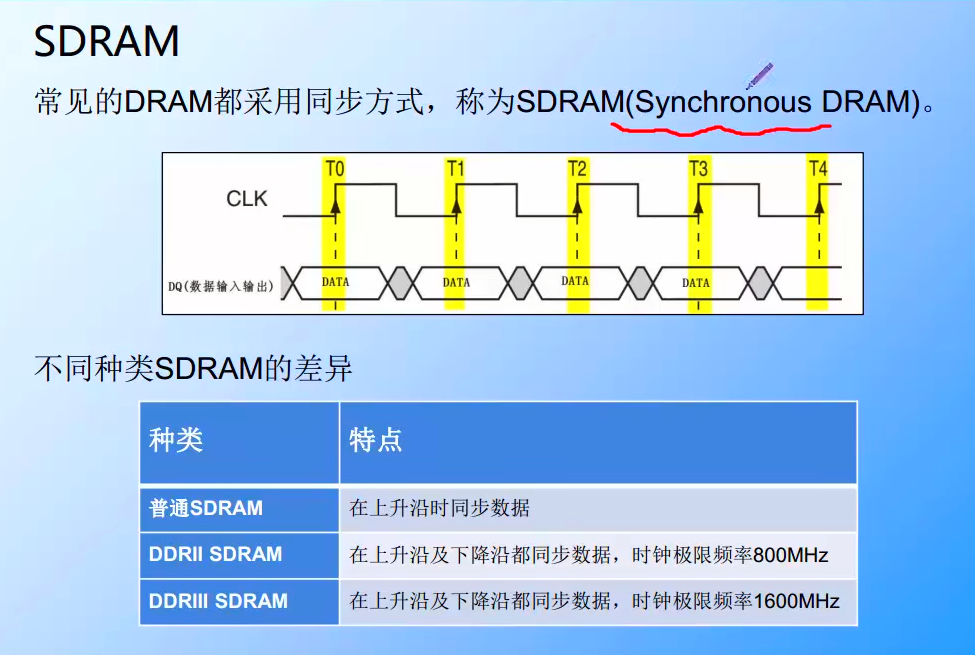 SDRAM
常见的DRAM都采用同步方式，称为SDRAM(Synchronous DRAM)。
T0 T1 T2 T3 T4
CLK
DQ(数据输入输出) DATA DATA DATA DATA
不同种类SDRAM的差异
种类 特点
普通SDRAM 在上升沿时同步数据
DDRII SDRAM 在上升沿及下降沿都同步数据，时钟极限频率800MHz
DDRIII SDRAM 在上升沿及下降沿都同步数据，时钟极限频率1600MHz